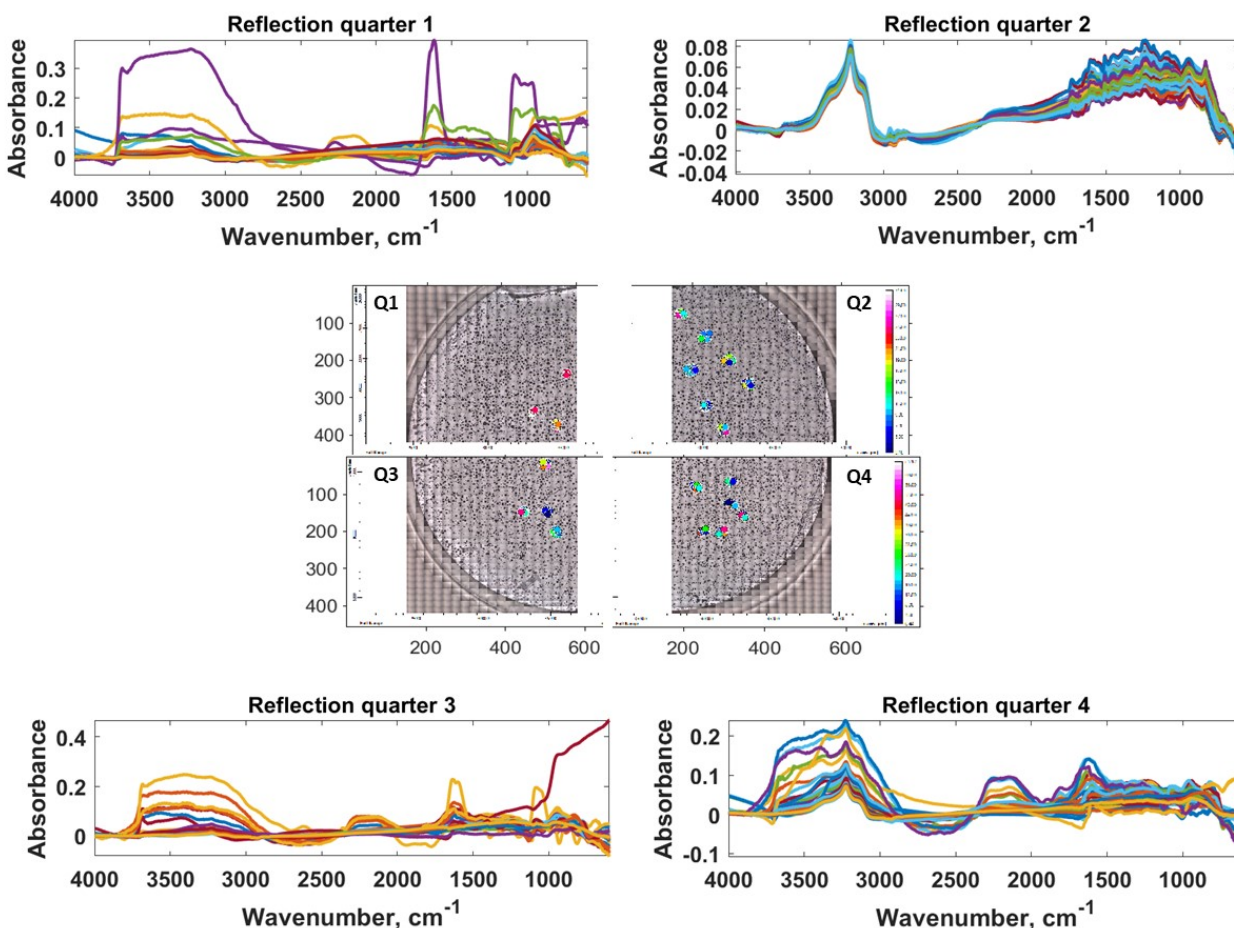 Reflection quarter 1
Absorbance
0.3
0.2
0.1
0
4000 3500 3000 2500 2000 1500 1000
Wavenumber, cm-1
Reflection quarter 2
Absorbance
0.08
0.06
0.04
0.02
0
-0.02
-0.04
4000 3500 3000 2500 2000 1500 1000
Wavenumber, cm-1
Q1
Q2
100
200
300
400
Q3
Q4
100
200
300
400
200 400 600 200 400 600
Reflection quarter 3
Absorbance
0.4
0.2
0
4000 3500 3000 2500 2000 1500 1000
Wavenumber, cm-1
Reflection quarter 4
Absorbance
0.2
0.1
0
-0.1
4000 3500 3000 2500 2000 1500 1000
Wavenumber, cm-1